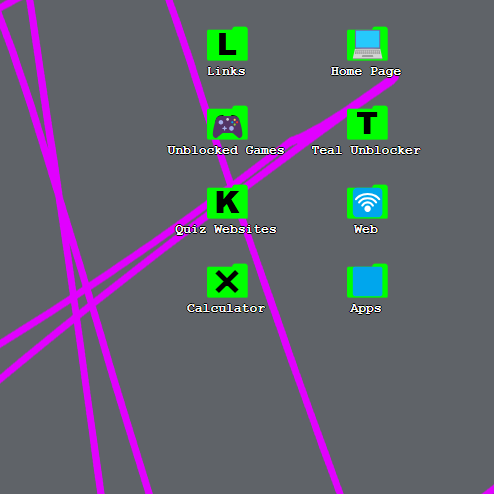 L
Links
Home Page
Unblocked Games
T
Teal Unblocker
K
Quiz Websites
Web
Calculator
Apps